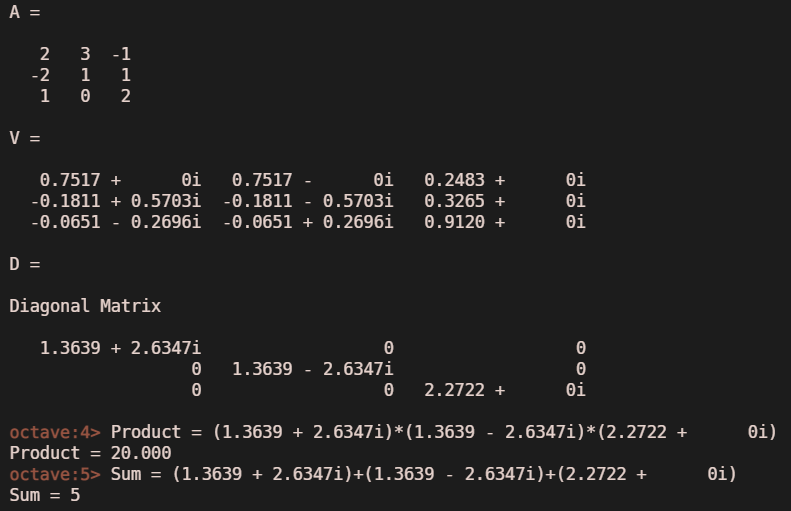 A =
2 3 -1
-2 1 1
1 0 2
V =
0.7517 + 0i 0.7517 - 0i 0.2483 + 0i
-0.1811 + 0.5703i -0.1811 - 0.5703i 0.3265 + 0i
-0.0651 - 0.2696i -0.0651 + 0.2696i 0.9120 + 0i
D =
Diagonal Matrix
1.3639 + 2.6347i 0 0
0 1.3639 - 2.6347i 0
0 0 2.2722 + 0i
octave:4> Product = (1.3639 + 2.6347i)*(1.3639 - 2.6347i)*(2.2722 + 0i)
Product = 20.000
octave:5> Sum = (1.3639 + 2.6347i)+(1.3639 - 2.6347i)+(2.2722 + 0i)
Sum = 5